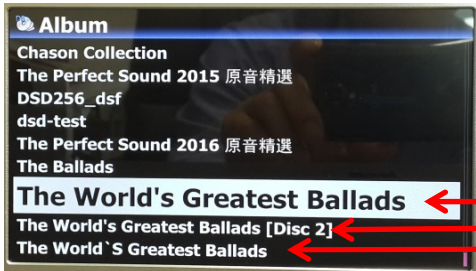 Album
Chason Collection
The Perfect Sound 2015 原音精選
DSD256_dsf
dsd-test
The Perfect Sound 2016 原音精選
The Ballads
The World's Greatest Ballads
The World's Greatest Ballads [Disc 2]
The World`S Greatest Ballads